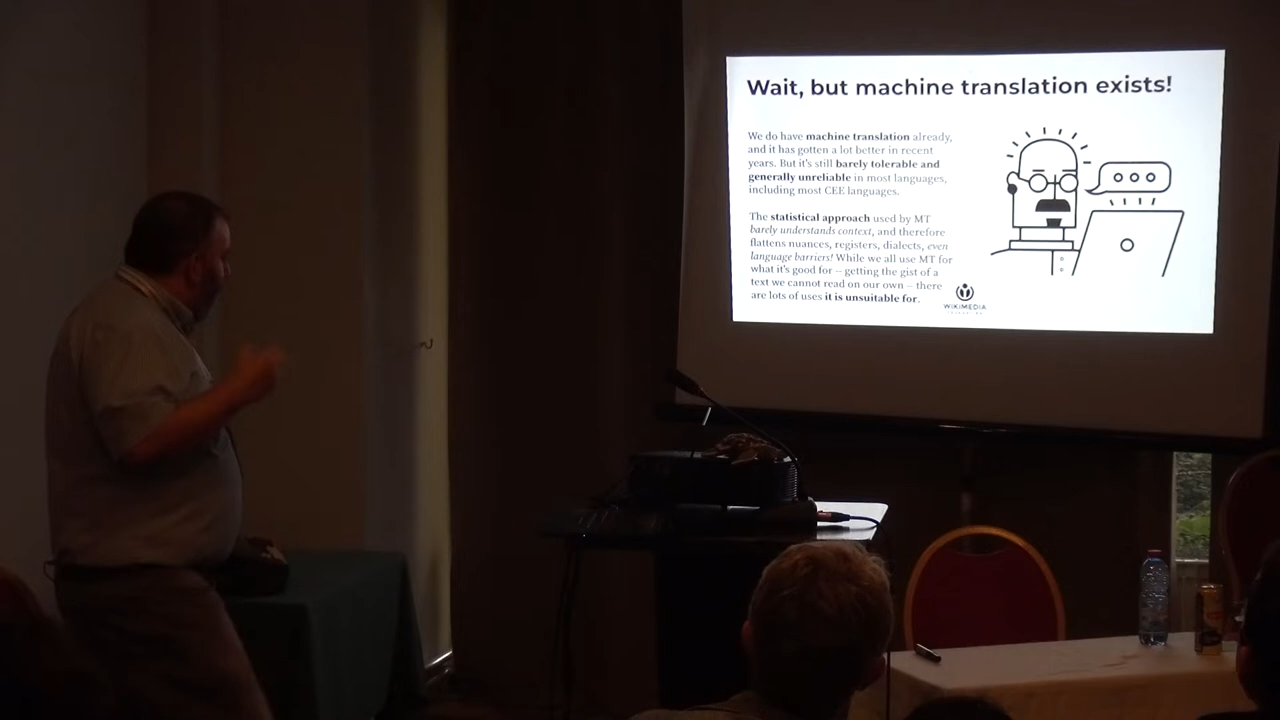 Wait, but machine translation exists!
We do have machine translation already,
and it has gotten a lot better in recent
years. But it's still barely tolerable and
generally unreliable in most languages,
including most CEE languages.
The statistical approach used by MT
barely understands context, and therefore
flattens nuances, registers, dialects, even
language barriers! While we all use MT for
what it's good for – getting the gist of a
text we cannot read on our own – there
are lots of uses it is unsuitable for.
WIKIMEDIA